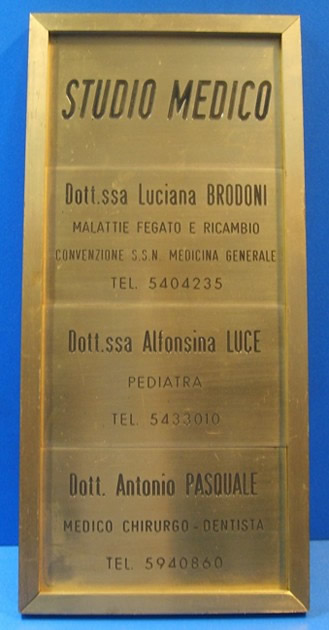 STUDIO MEDICO
Dott.ssa Luciana BRODONI
MALATTIE FEGATO E RICAMBIO
CONVENZIONE S.S.N. MEDICINA GENERALE
TEL. 5404235
Dott.ssa Alfonsina LUCE
PEDIATRA
TEL. 5433010
Dott. Antonio PASQUALE
MEDICO CHIRURGO - DENTISTA
TEL. 5940860